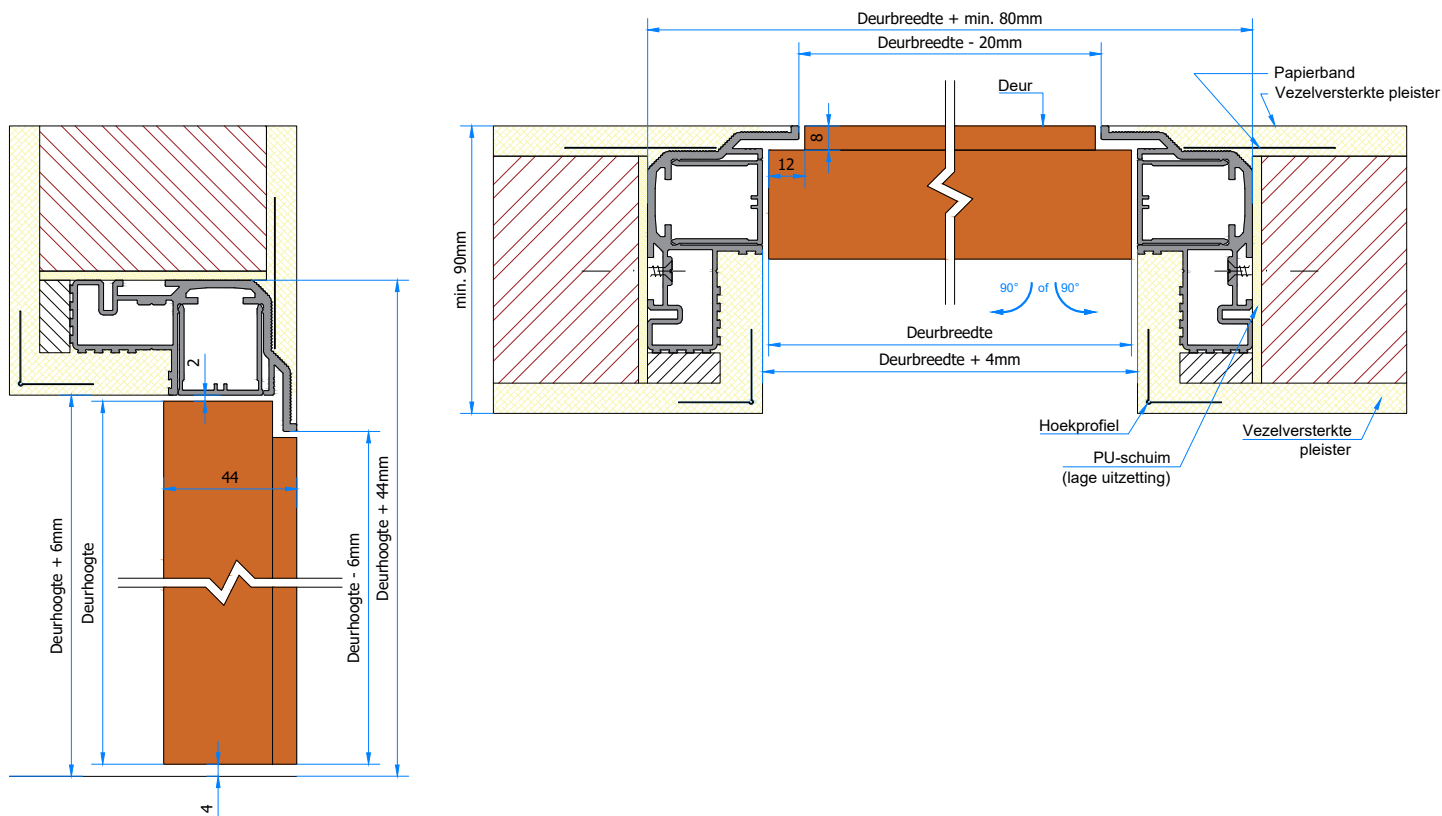 Deurbreedte + min. 80mm
Deurbreedte - 20mm
Deur
Papierband
Vezelversterkte pleister
8
12
min. 90mm
90° of 90°
Deurbreedte
Deurbreedte + 4mm
Hoekprofiel
PU-schuim
(lage uitzetting)
Vezelversterkte
pleister
2
44
Deurhoogte + 6mm
Deurhoogte
Deurhoogte - 6mm
Deurhoogte + 44mm
4